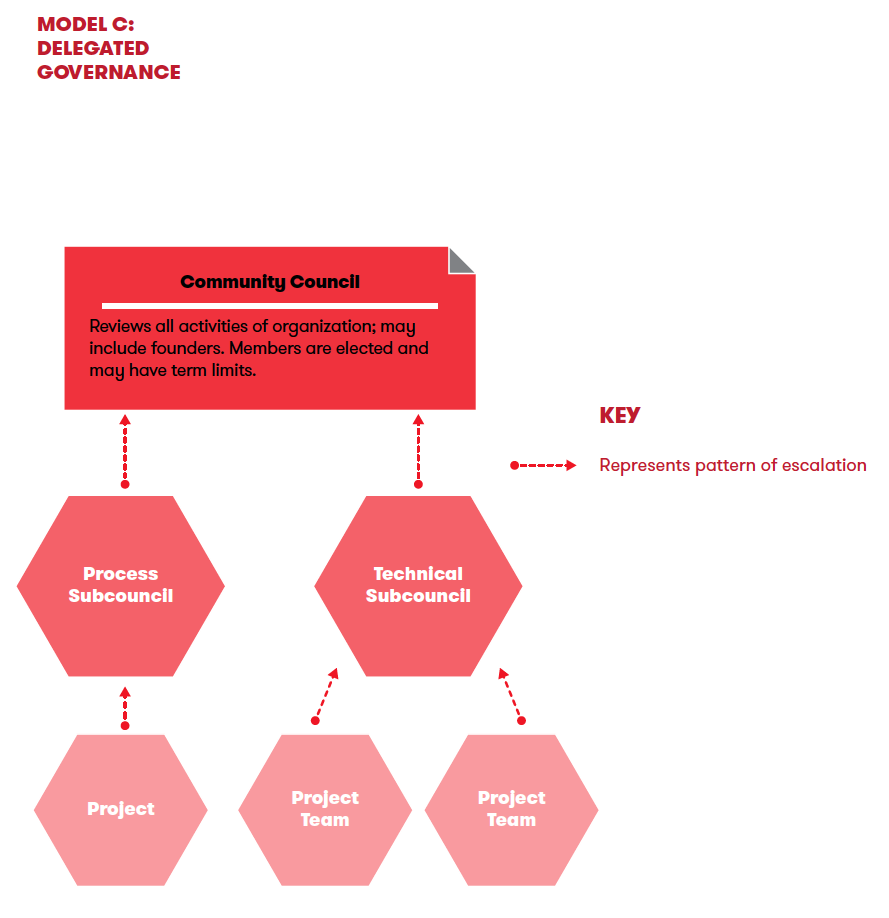 MODEL C:
DELEGATED
GOVERNANCE
Community Council
Reviews all activities of organization; may
include founders. Members are elected and
may have term limits.
KEY
Represents pattern of escalation
Process
Subcouncil
Technical
Subcouncil
Project
Project
Team
Project
Team